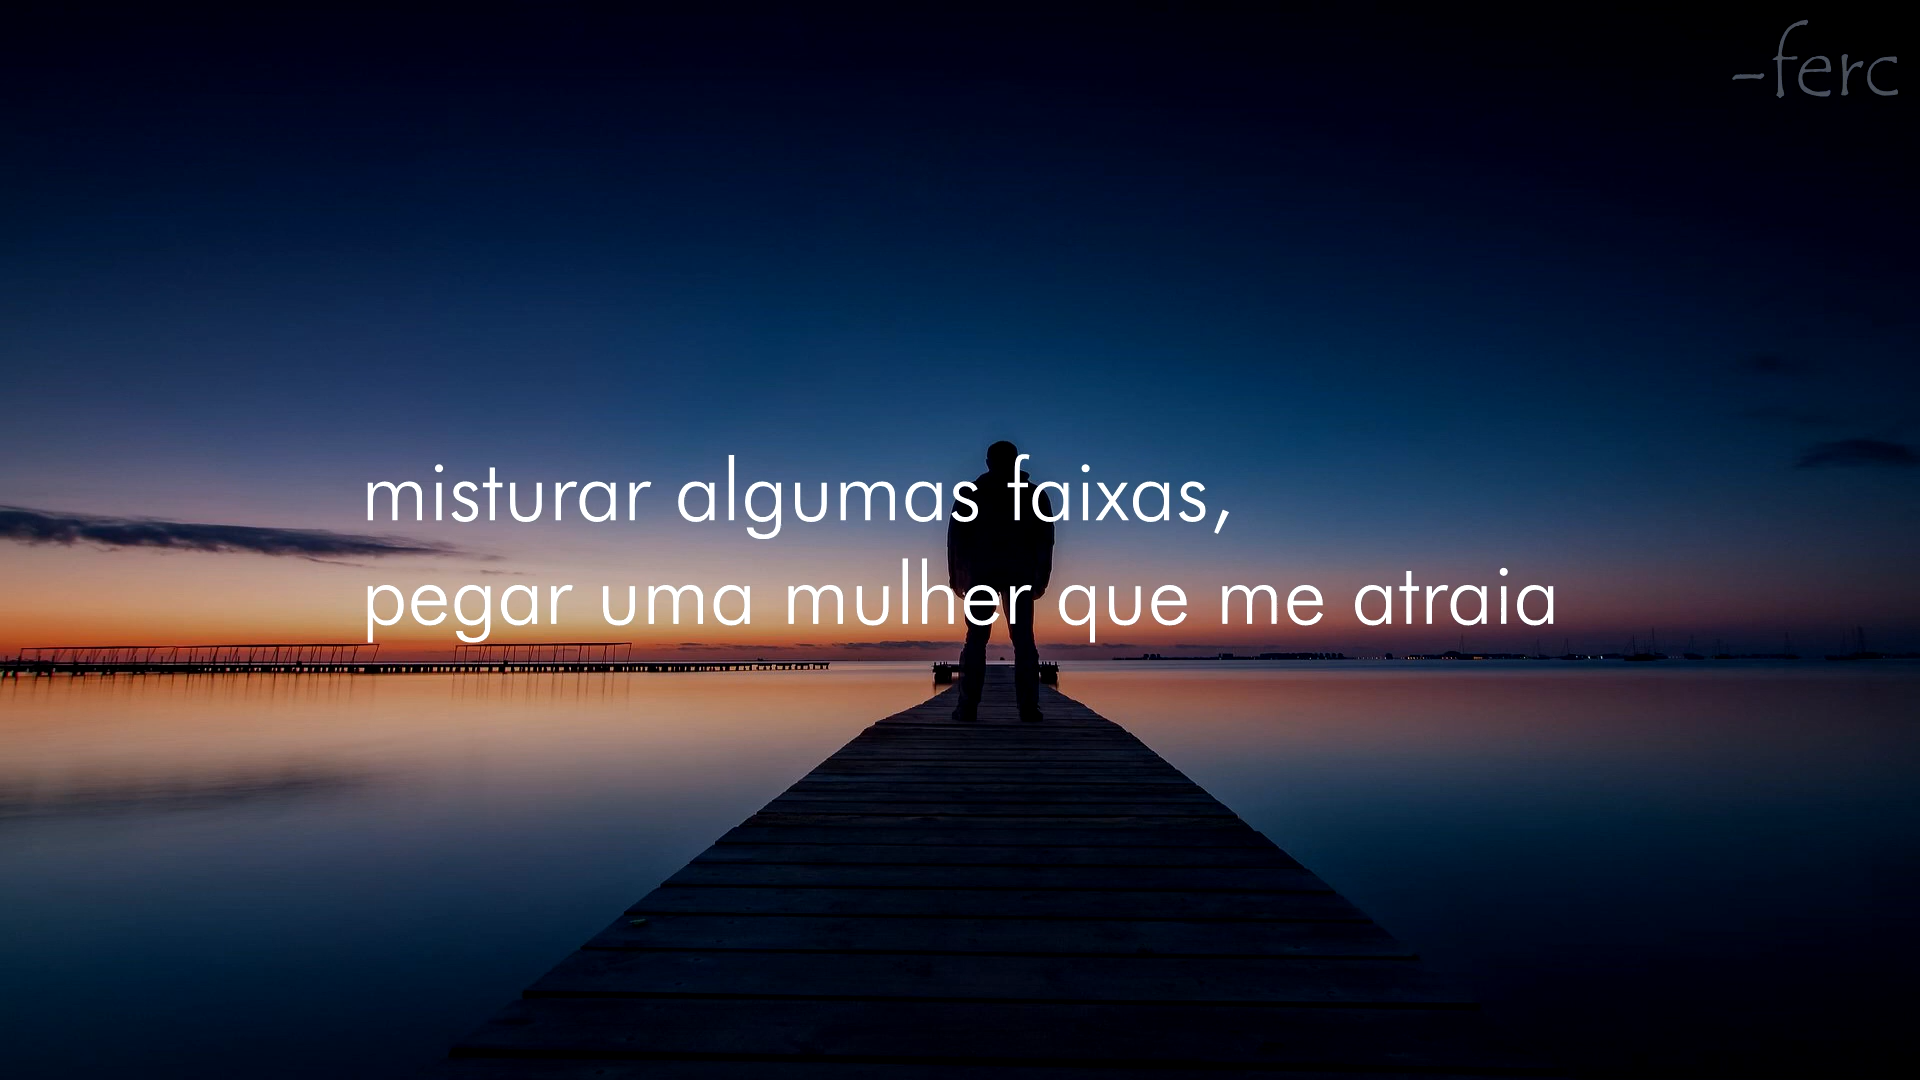 -ferc
misturar algumas faixas,
pegar uma mulher que me atraia